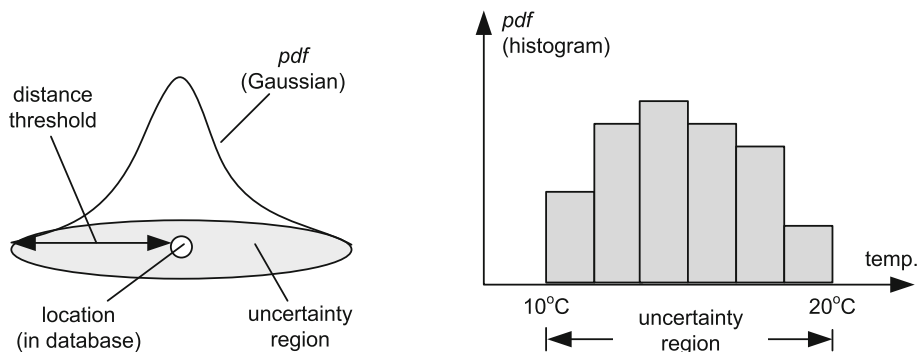 pdf
(Gaussian)
distance
threshold
location
(in database)
uncertainty
region
pdf
(histogram)
temp.
10°C
20°C
uncertainty
region